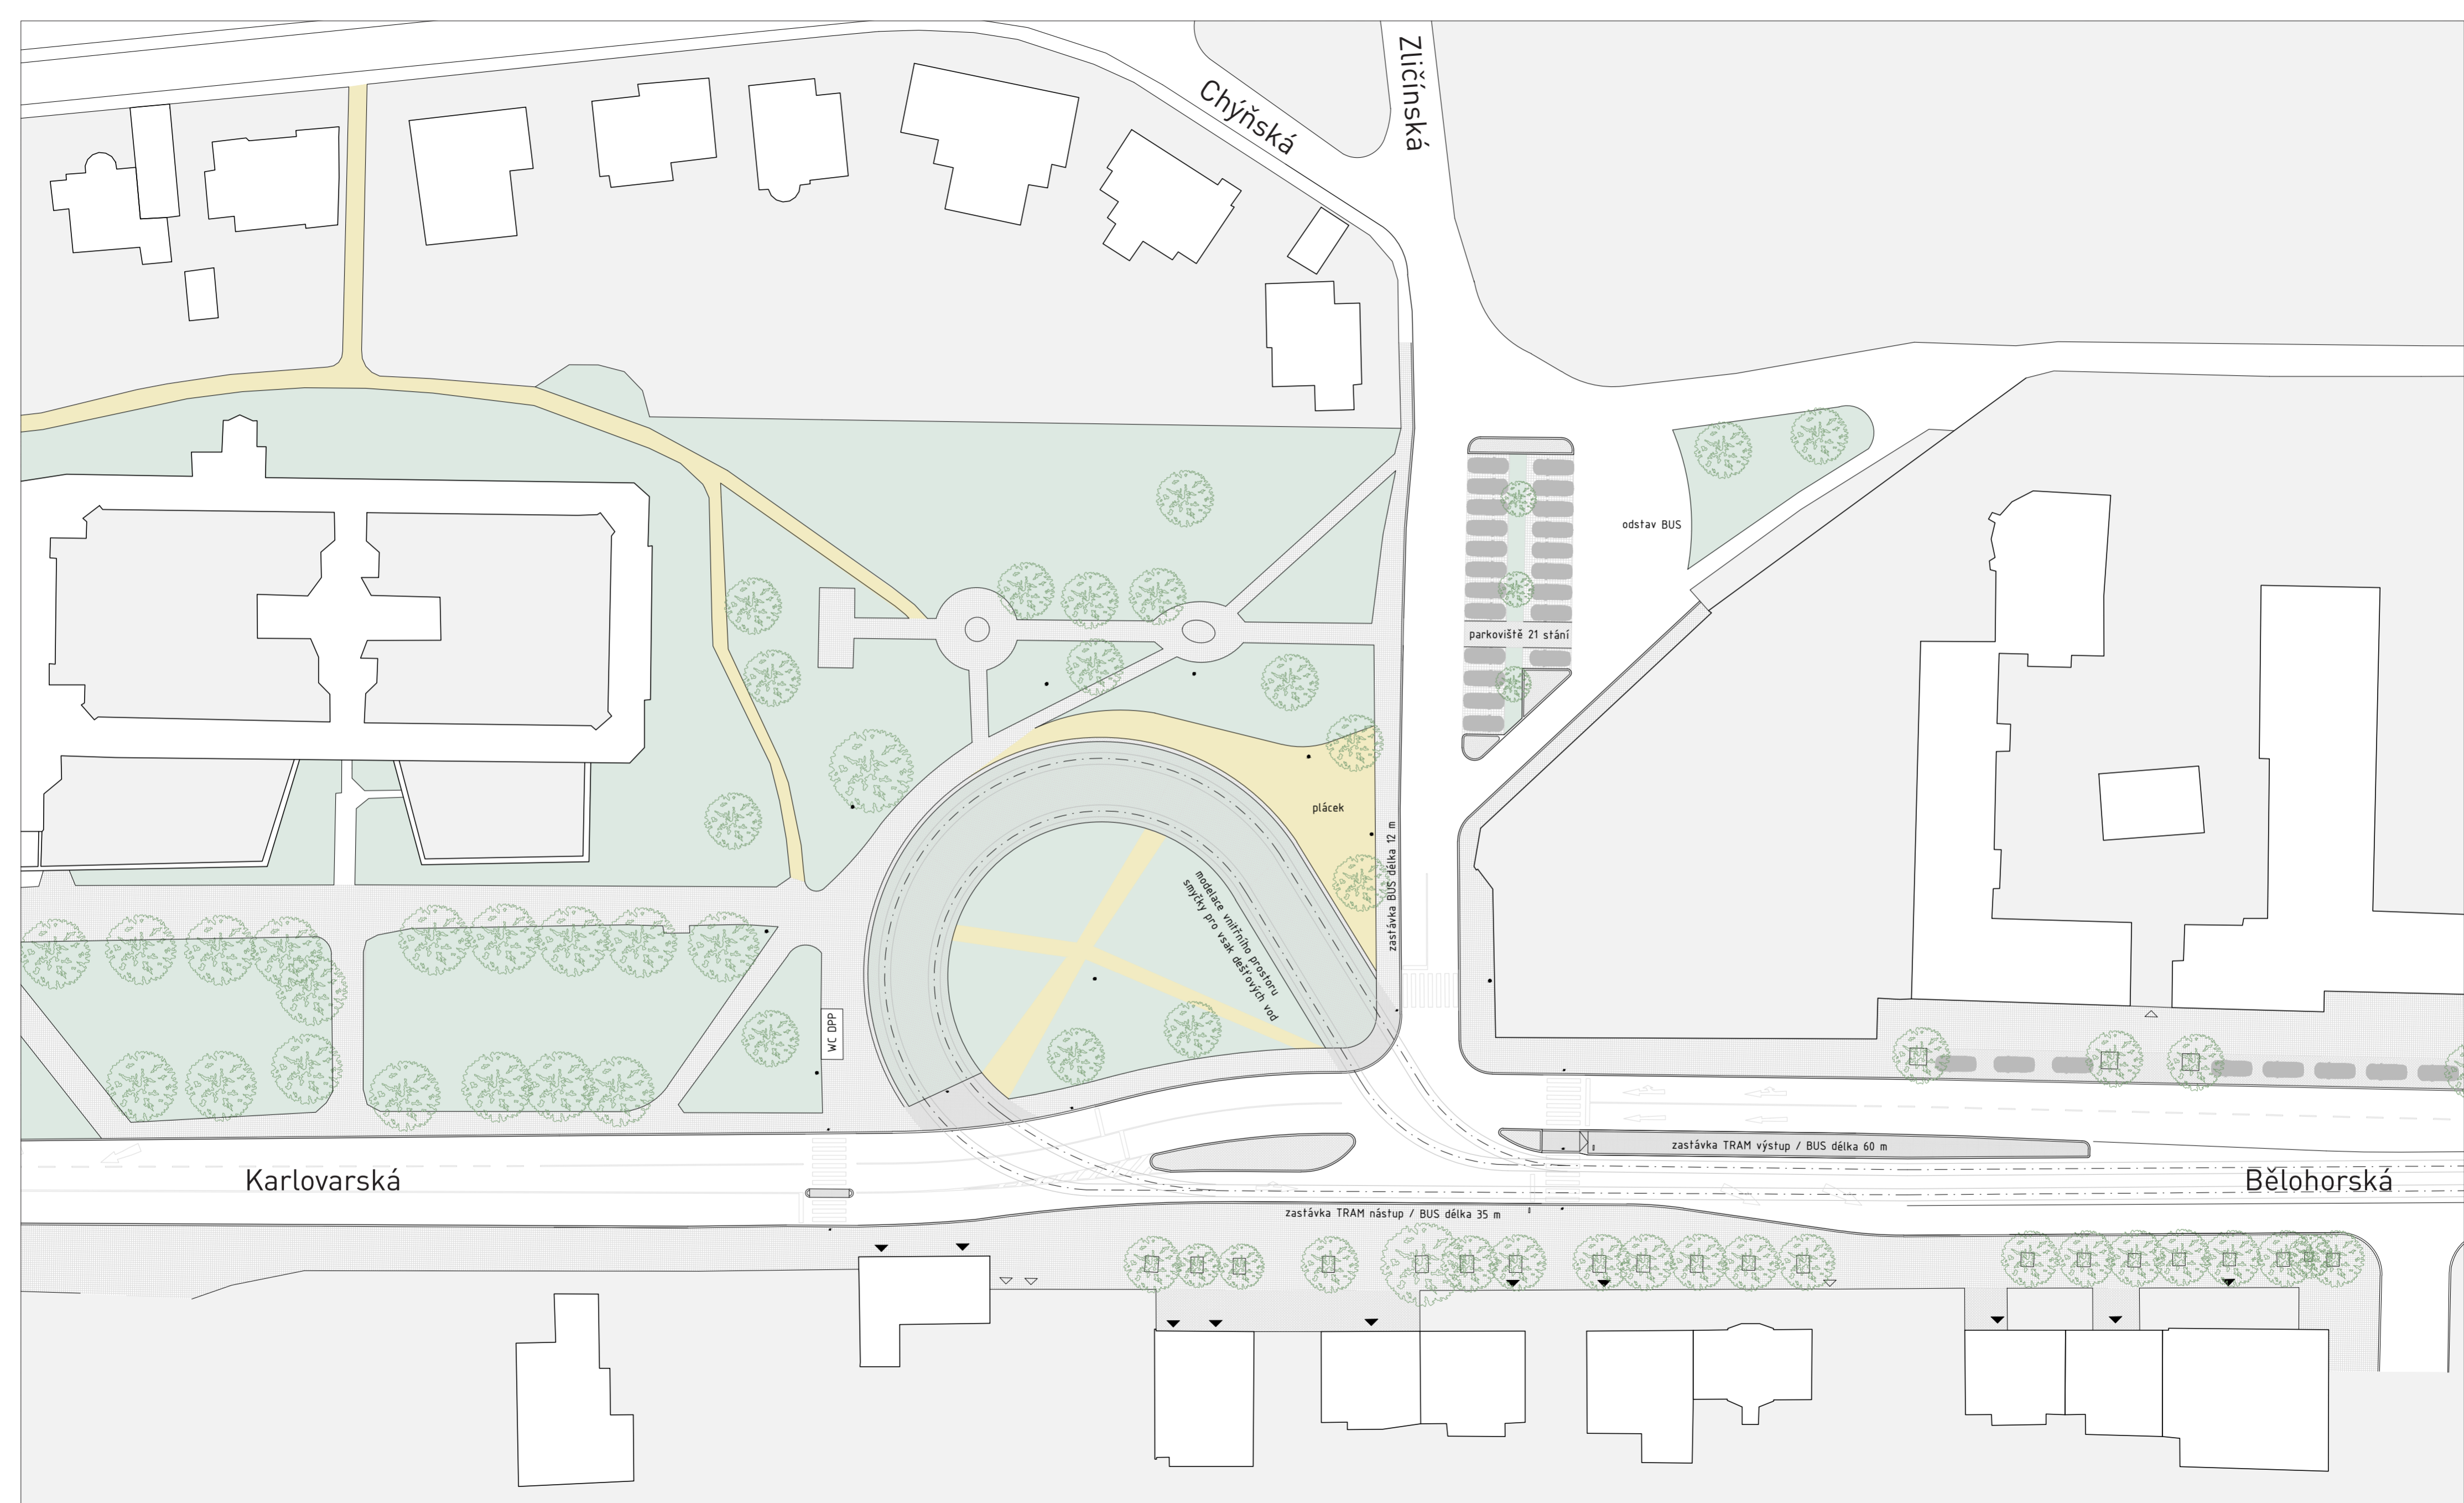 Zličínská
Chýňská
odstav BUS
parkoviště 21 stání
plácek
zastávka BUS délka 12 m
modelace vnitřního prostoru
smyčky pro vsak dešťových vod
WC DPP
zastávka TRAM výstup / BUS délka 60 m
Karlovarská
Bělohorská
zastávka TRAM nástup / BUS délka 35 m